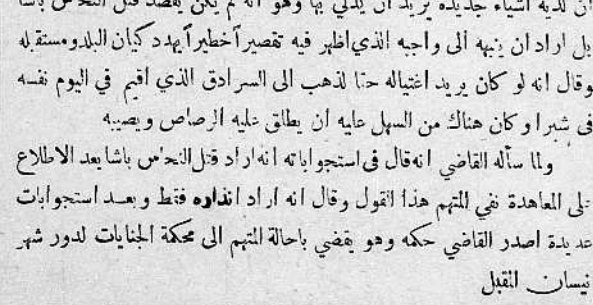 ان لديه اشياء جديدة يريد ان يدلي بها وهو انه لم يكن يقصد قتل النحاس باشا
بل اراد ان ينبهه الى واجبه الذي اظهر فيه تقصيراً خطيراً يهدد كيان البلد ومستقبله
وقال انه لو كان يريد اغتياله حقا لذهب الى السرادق الذي اقيم في اليوم نفسه
في شبرا وكان هناك من السهل عليه ان يطلق عليه الرصاص ويصيبه
ولما سأله القاضي انه قال في استجواباته انه اراد قتل النحاس باشا بعد الاطلاع
على المعاهدة نفي المتهم هذا القول وقال انه اراد انذاره فقط وبعد استجوابات
عديدة اصدر القاضي حكمه وهو يقضي باحالة المتهم الى محكمة الجنايات لدور شهر
نيسان المقبل